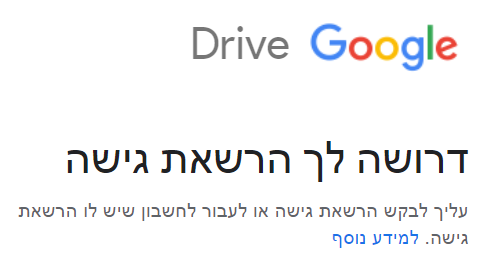 Google Drive
דרושה לך הרשאת גישה
עליך לבקש הרשאת גישה או לעבור לחשבון שיש לו הרשאת
גישה. למידע נוסף